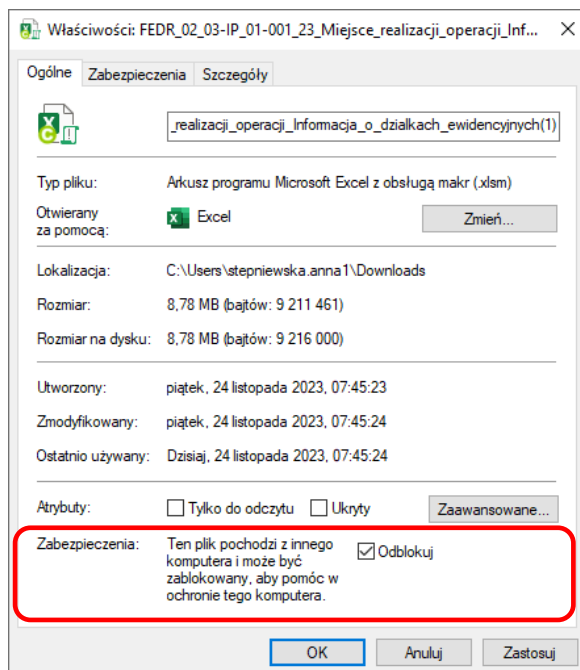 Właściwości: FEDR_02_03-IP_01-001_23_Miejsce_realizacji_operacji_Inf...
Ogólne Zabezpieczenia Szczegóły
_realizacji_operacji_Informacja_o_dzialkach_ewidencyjnych(1)
Typ pliku: Arkusz programu Microsoft Excel z obsługą makr (.xlsm)
Otwierany
za pomocą: Excel Zmień...
Lokalizacja: C:\Users\stepniewska.anna1\Downloads
Rozmiar: 8,78 MB (bajtów: 9 211 461)
Rozmiar na dysku: 8,78 MB (bajtów: 9 216 000)
Utworzony: piątek, 24 listopada 2023, 07:45:23
Zmodyfikowany: piątek, 24 listopada 2023, 07:45:24
Ostatnio używany: Dzisiaj, 24 listopada 2023, 07:45:24
Atrybuty: Tylko do odczytu Ukryty Zaawansowane...
Zabezpieczenia: Ten plik pochodzi z innego
komputera i może być
zablokowany, aby pomóc w
ochronie tego komputera.
Odblokuj
OK Anuluj Zastosuj